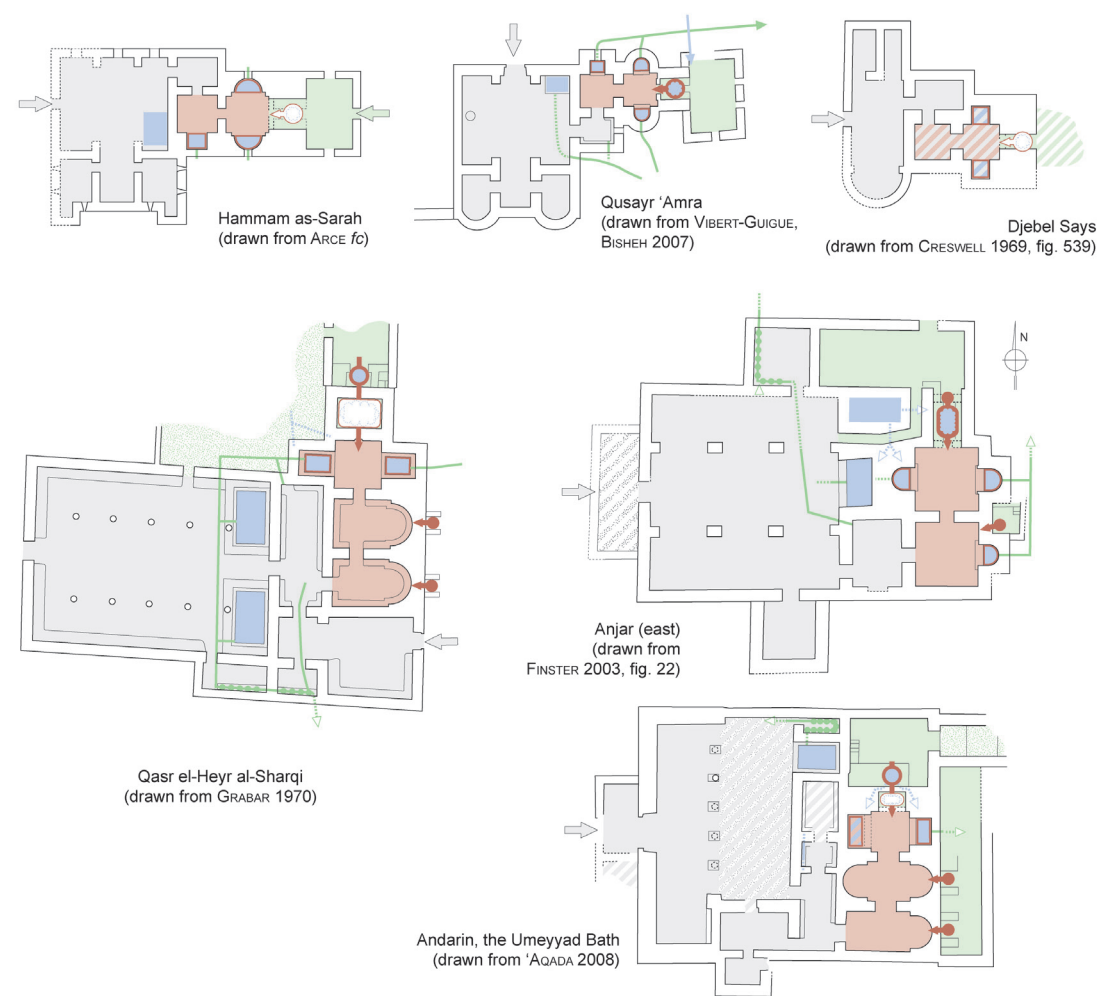 Hammam as-Sarah
(drawn from ARCE fc)
Qusayr ‘Amra
(drawn from VIBERT-GUIGUE,
BISHEH 2007)
Djebel Says
(drawn from CRESWELL 1969, fig. 539)
N
Anjar (east)
(drawn from
FINSTER 2003, fig. 22)
Qasr el-Heyr al-Sharqi
(drawn from GRABAR 1970)
Andarin, the Umeyyad Bath
(drawn from ‘AQADA 2008)